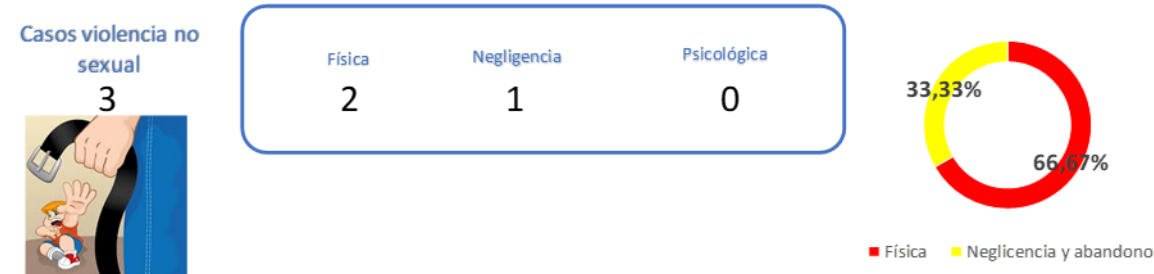 Casos violencia no
sexual
3
Física
Negligencia
Psicológica
2
1
0
33,33%
66,67%
Física
Neglicencia y abandono